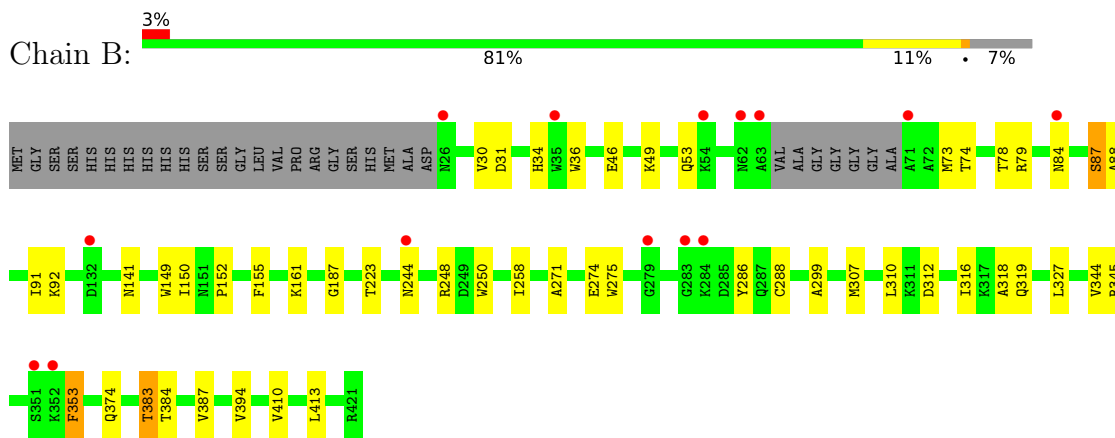 3%
Chain B:
81% 11% • 7%
MET GLY SER SER HIS HIS HIS HIS HIS HIS SER SER GLY LEU VAL PRO ARG GLY SER HIS MET ALA ASP N26 V30 D31 H34 W35 W36 E46 K49 Q53 K54 N62 A63 VAL ALA GLY GLY GLY GLY ALA A71 A72 M73 T74 T78 R79 N84 S87 A88
I91 K92 D132 N141 W149 I150 N151 P152 F155 K161 G187 T223 N244 R248 D249 W250 I258 A271 E274 W275 G279 G283 K284 D285 Y286 Q287 C288 A299 M307 L310 K311 D312 I316 K317 A318 Q319 L327 V344
S351 K352 F353 Q374 T383 T384 V387 V394 V410 L413 R421